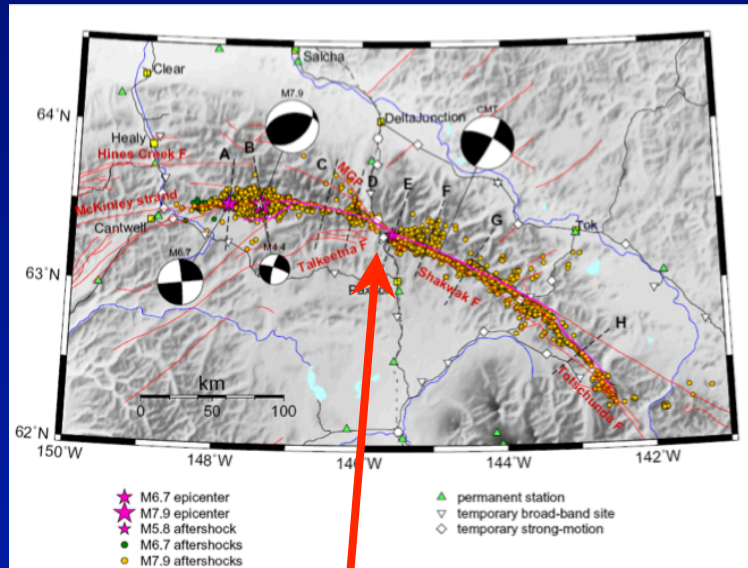 Salcha
Clear
64°N
M7.9
DeltaJunction
CMT
Healy
Hines Creek F
A
B
C
MGF
D
E
F
McKinley strand
G
Cantwell
Tok
M6.7
M4.4
Talkeetna F
63°N
Shakwak F
H
km
0 50 100
Totschunda F
62°N
150°W
148°W
144°W
142°W
M6.7 epicenter
M7.9 epicenter
M5.8 aftershock
M6.7 aftershocks
M7.9 aftershocks
permanent station
temporary broad-band site
temporary strong-motion